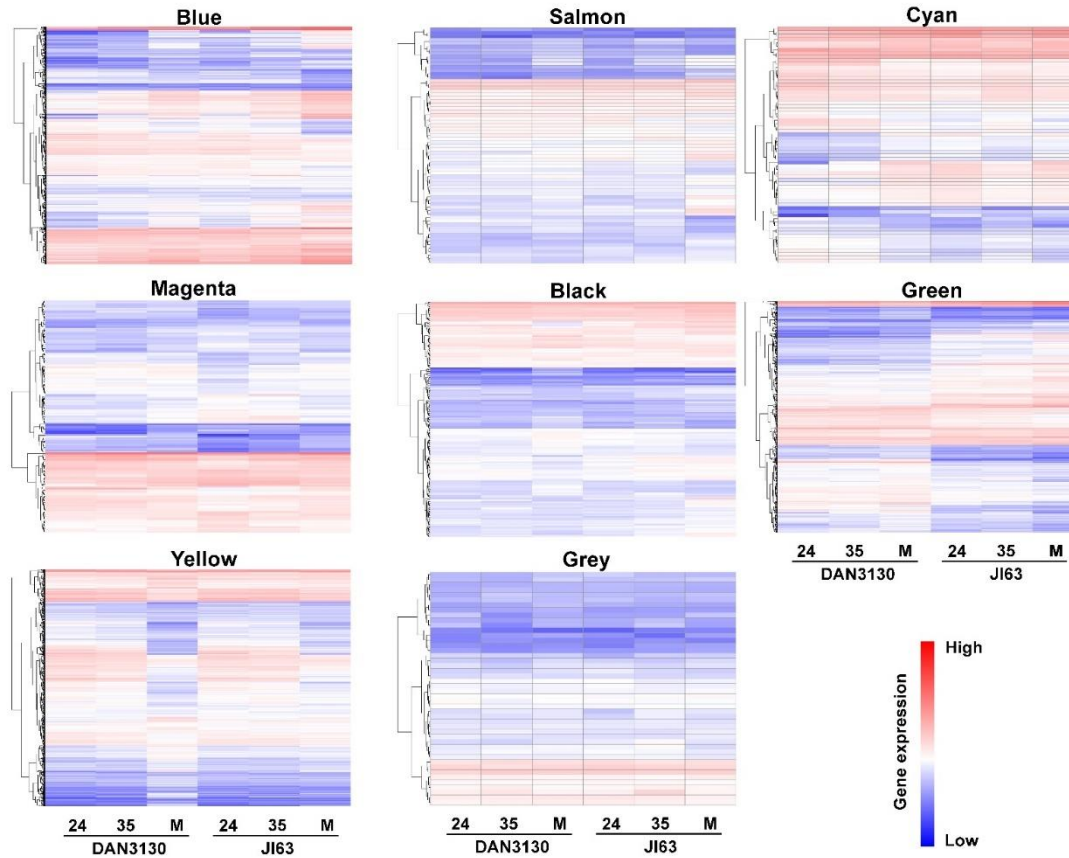 Blue
Salmon
Cyan
Magenta
Black
Green
24 35 M 24 35 M
DAN3130 JI63
Yellow
Grey
24 35 M 24 35 M
DAN3130 JI63
24 35 M 24 35 M
DAN3130 JI63
High
Gene expression
Low